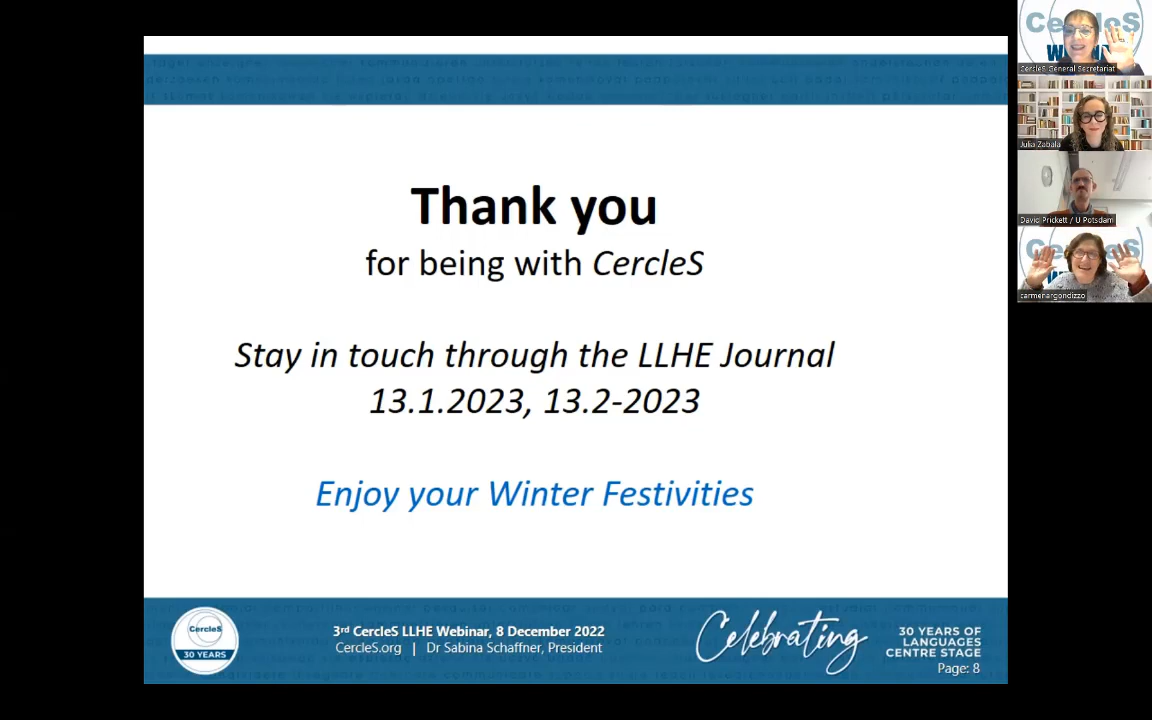 Thank you
for being with CercleS
Stay in touch through the LLHE Journal
13.1.2023, 13.2-2023
Enjoy your Winter Festivities
CercleS
30 YEARS
3rd CercleS LLHE Webinar, 8 December 2022
CercleS.org | Dr Sabina Schaffner, President
Celebrating
30 YEARS OF
LANGUAGES
CENTRE STAGE
Page: 8
CercleS
CercleS General Secretariat
Julia Zabala
David Prickett / U Potsdam
carmenargondizzo